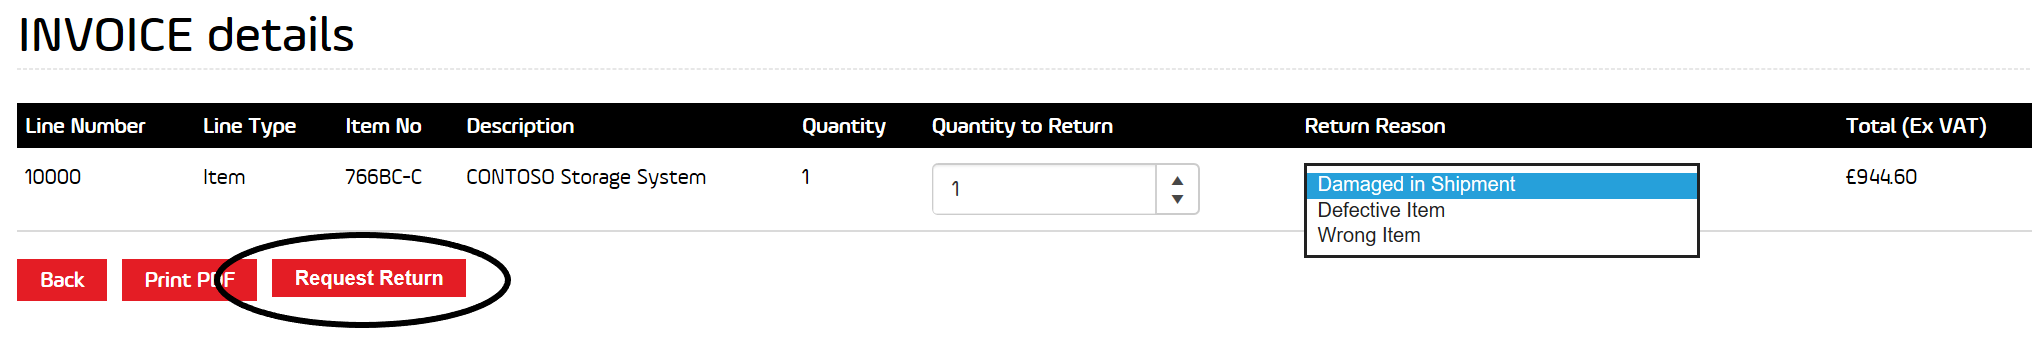 INVOICE details
Line Number Line Type Item No Description Quantity Quantity to Return Return Reason Total (Ex VAT)
10000 Item 766BC-C CONTOSO Storage System 1 1 Damaged in Shipment £944.60
Defective Item
Wrong Item
Back Print PDF Request Return